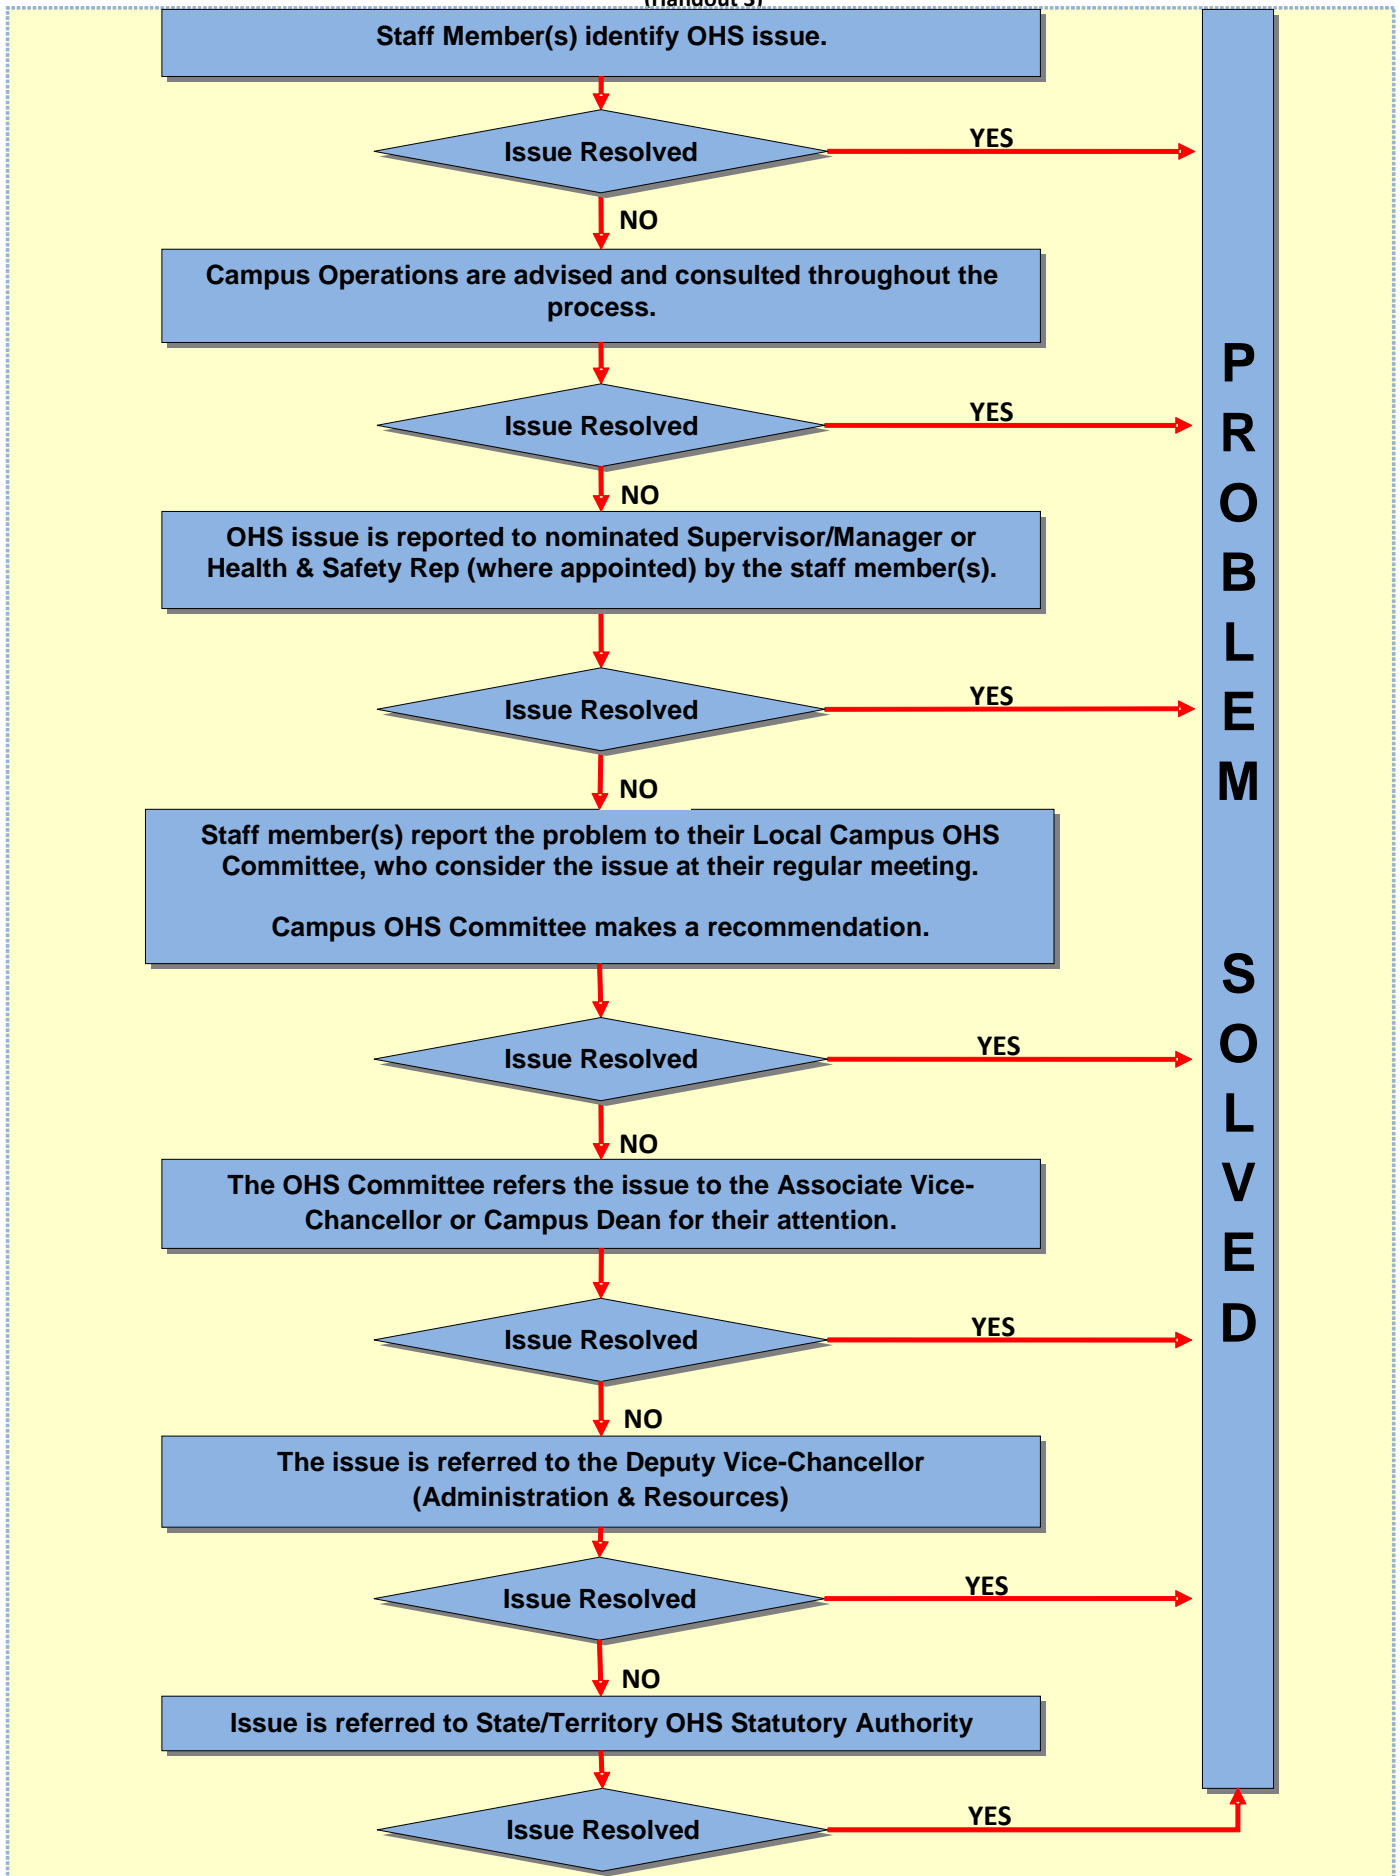 (Handout 3)
Staff Member(s) identify OHS issue.
Issue Resolved
YES
NO
Campus Operations are advised and consulted throughout the
process.
Issue Resolved
YES
NO
OHS issue is reported to nominated Supervisor/Manager or
Health & Safety Rep (where appointed) by the staff member(s).
Issue Resolved
YES
NO
Staff member(s) report the problem to their Local Campus OHS
Committee, who consider the issue at their regular meeting.
Campus OHS Committee makes a recommendation.
Issue Resolved
YES
NO
The OHS Committee refers the issue to the Associate Vice-
Chancellor or Campus Dean for their attention.
Issue Resolved
YES
NO
The issue is referred to the Deputy Vice-Chancellor
(Administration & Resources)
Issue Resolved
YES
NO
Issue is referred to State/Territory OHS Statutory Authority
Issue Resolved
YES
PROBLEM SOLVED